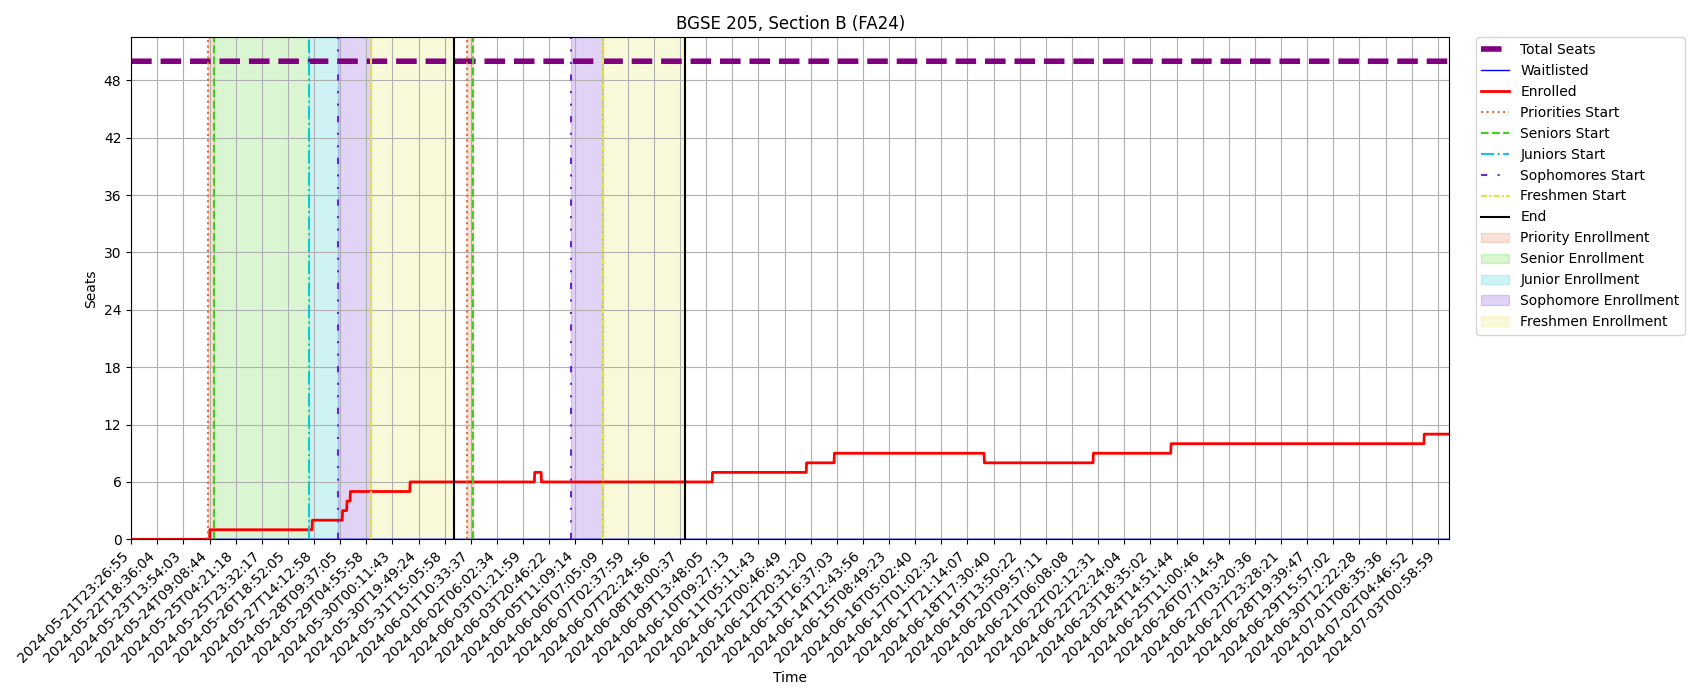 BGSE 205, Section B (FA24)
Total Seats
Waitlisted
Enrolled
Priorities Start
Seniors Start
Juniors Start
Sophomores Start
Freshmen Start
End
Priority Enrollment
Senior Enrollment
Junior Enrollment
Sophomore Enrollment
Freshmen Enrollment
Seats
48
42
36
30
24
18
12
6
0
2024-05-21T23:26:55
2024-05-22T18:36:04
2024-05-23T13:54:03
2024-05-24T09:08:44
2024-05-25T04:21:18
2024-05-25T23:32:17
2024-05-26T18:52:05
2024-05-27T14:12:58
2024-05-28T09:37:05
2024-05-29T04:55:58
2024-05-30T00:11:43
2024-05-30T19:49:24
2024-05-31T15:05:58
2024-06-01T10:33:37
2024-06-02T06:02:34
2024-06-03T01:21:59
2024-06-03T20:46:22
2024-06-05T11:09:14
2024-06-06T07:05:09
2024-06-07T02:37:59
2024-06-07T22:24:56
2024-06-08T18:00:37
2024-06-09T13:48:05
2024-06-10T09:27:13
2024-06-11T05:11:43
2024-06-12T00:46:49
2024-06-12T20:31:20
2024-06-13T16:37:03
2024-06-14T12:43:56
2024-06-15T08:49:23
2024-06-16T05:02:40
2024-06-17T01:02:32
2024-06-17T21:14:07
2024-06-18T17:30:40
2024-06-19T13:50:22
2024-06-20T09:57:11
2024-06-21T06:08:08
2024-06-22T02:12:31
2024-06-22T22:24:04
2024-06-23T18:35:02
2024-06-24T14:51:44
2024-06-25T11:00:46
2024-06-26T07:14:54
2024-06-27T03:20:36
2024-06-27T23:28:21
2024-06-28T19:39:47
2024-06-29T15:57:02
2024-06-30T12:22:28
2024-07-01T08:35:36
2024-07-02T04:46:52
2024-07-03T00:58:59
Time